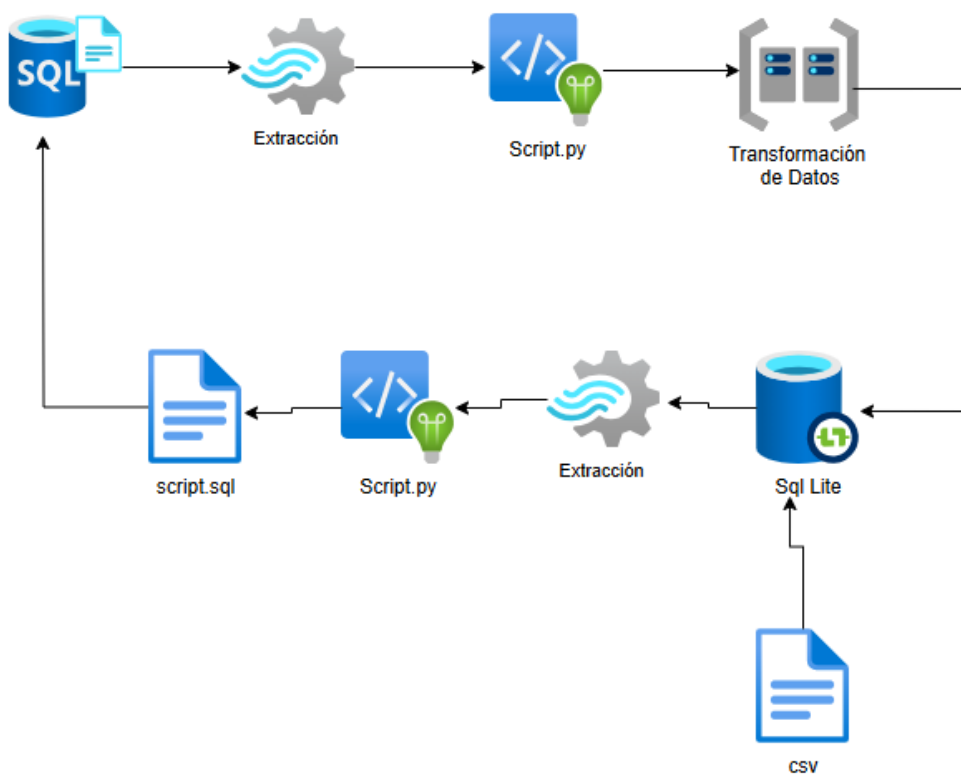 SQL
Extracción
Script.py
Transformación
de Datos
script.sql
Script.py
Extracción
Sql Lite
csv